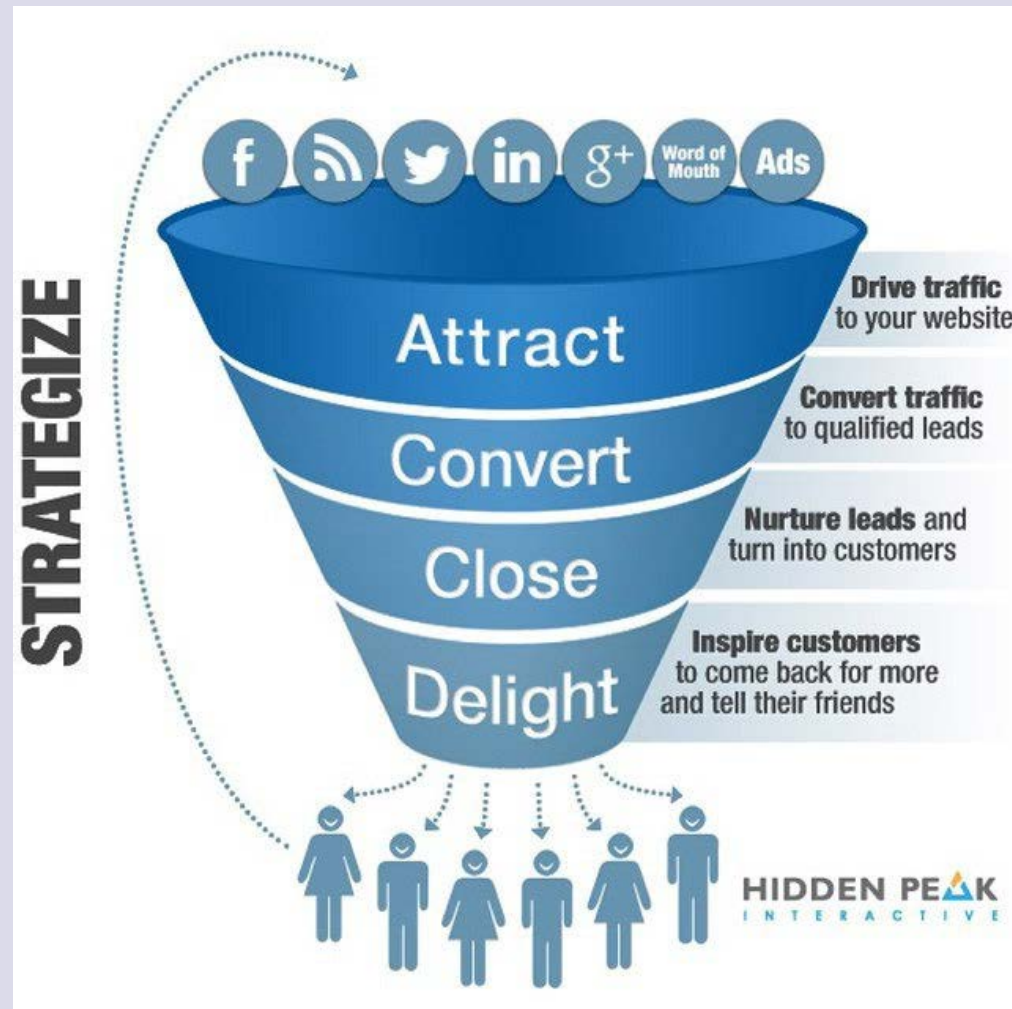 STRATEGIZE
f
in
g+
Word of
Mouth
Ads
Attract
Drive traffic
to your website
Convert
Convert traffic
to qualified leads
Close
Nurture leads and
turn into customers
Delight
Inspire customers
to come back for more
and tell their friends
HIDDEN PEAK
INTERACTIVE